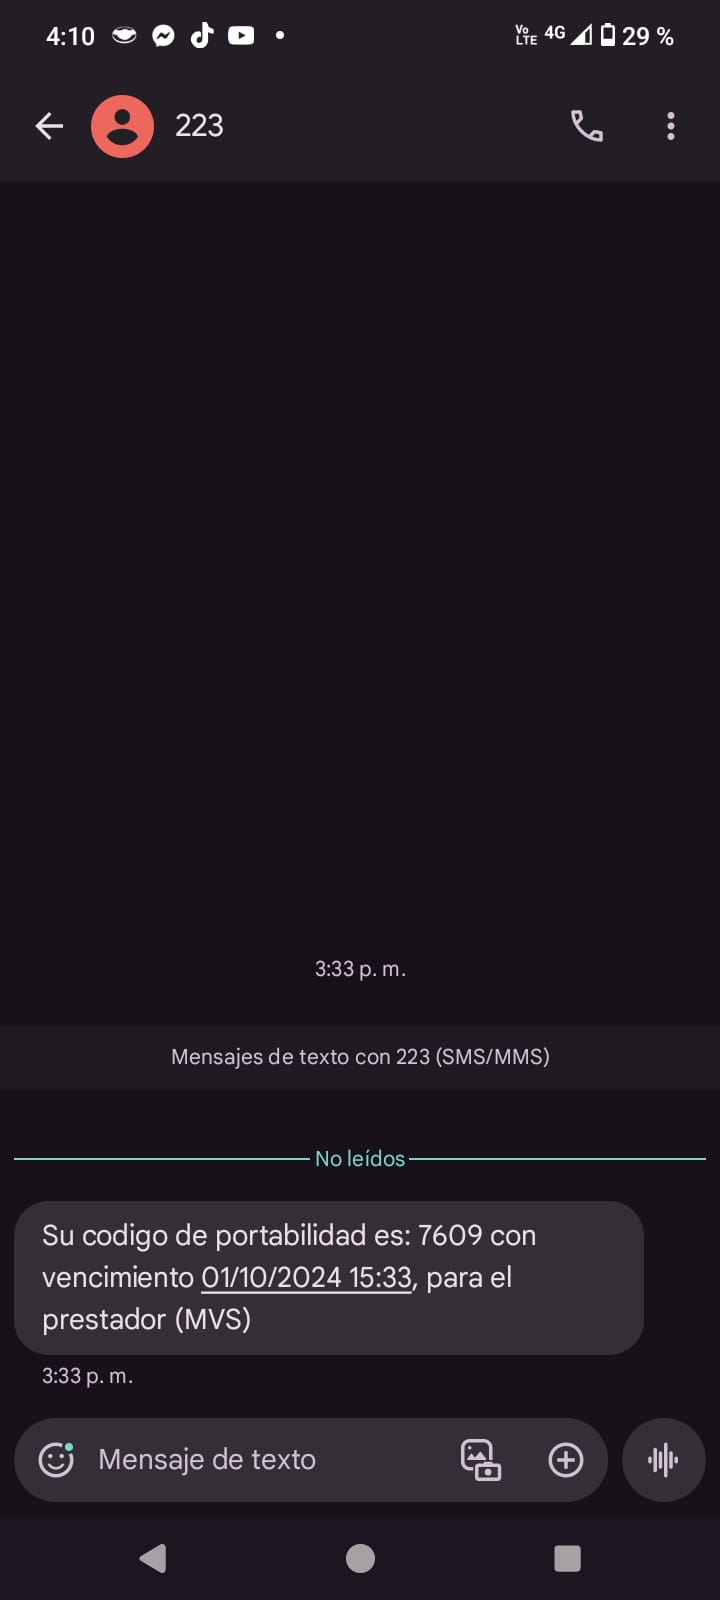 4:10
Vo LTE 4G 29 %
223
3:33 p. m.
Mensajes de texto con 223 (SMS/MMS)
No leídos
Su codigo de portabilidad es: 7609 con
vencimiento 01/10/2024 15:33, para el
prestador (MVS)
3:33 p. m.
Mensaje de texto